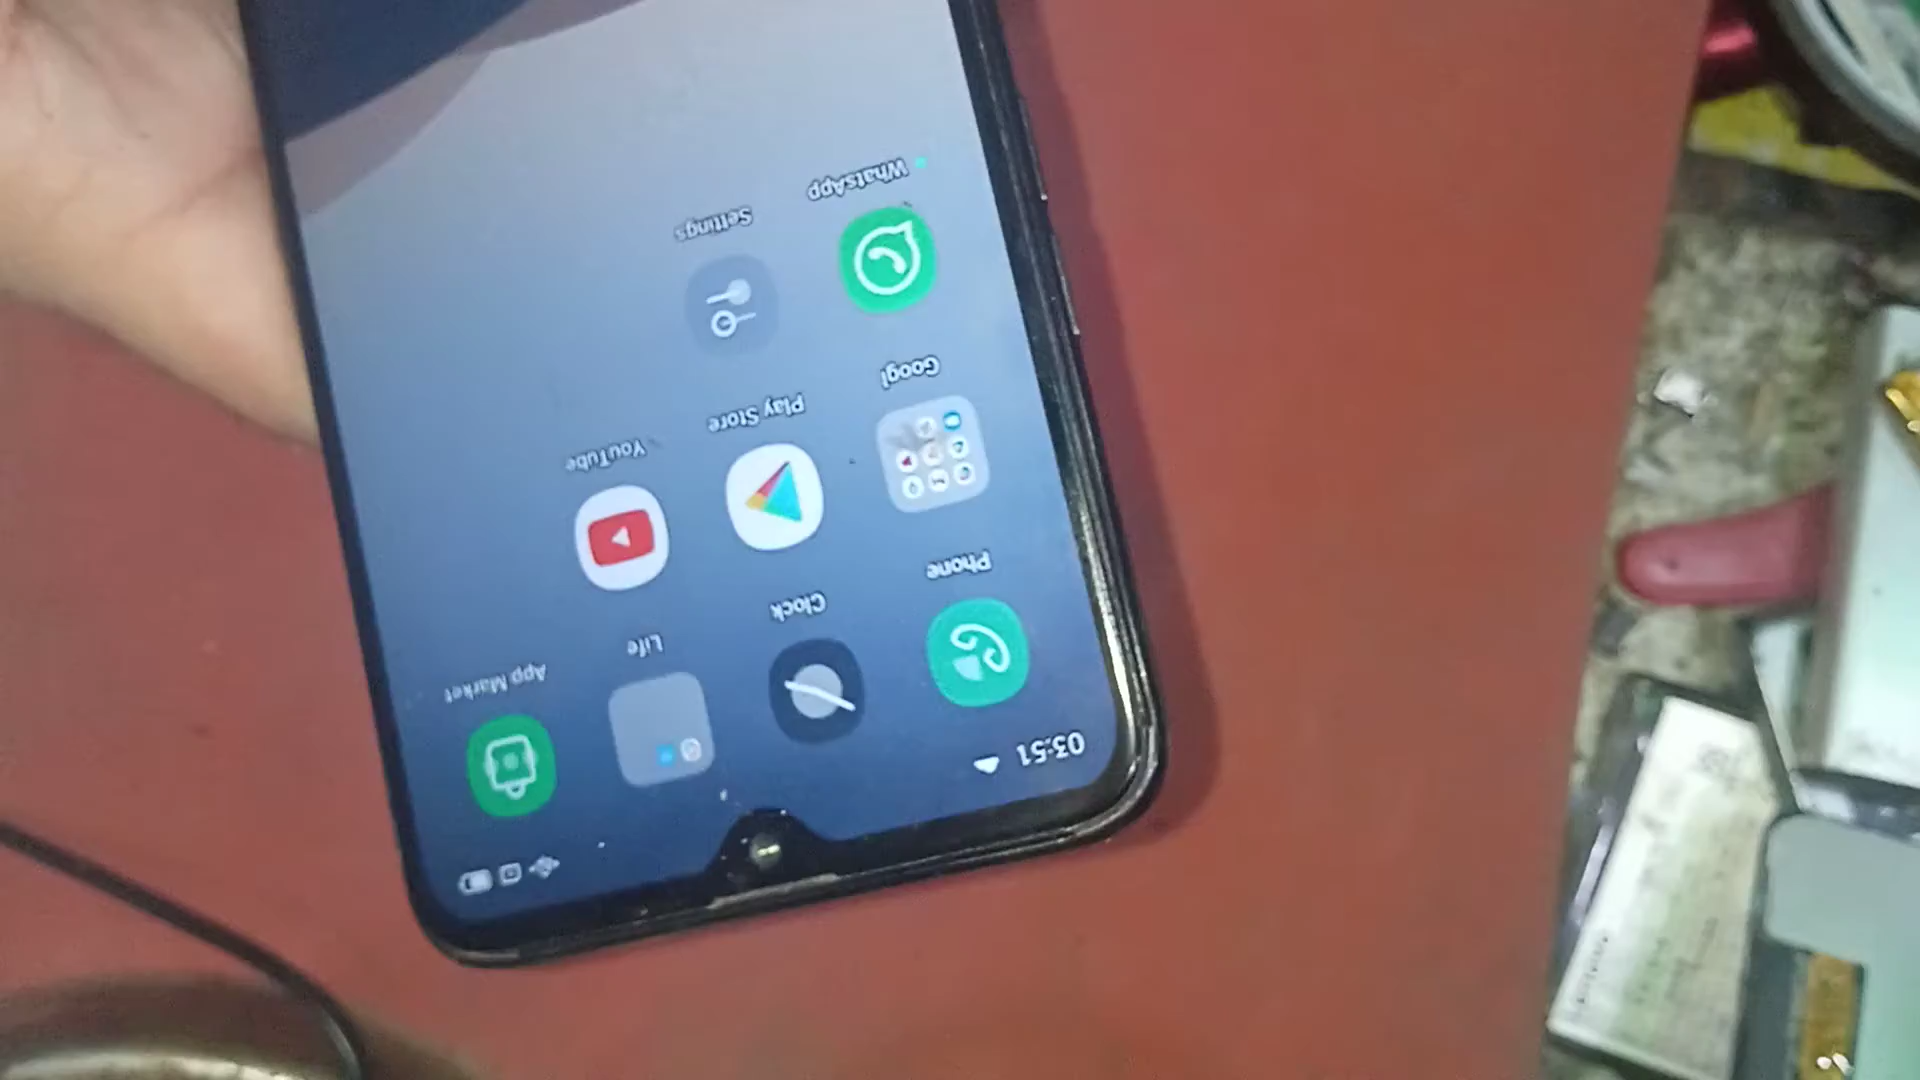 03:51
Phone
Clock
Life
App Market
Googl
Play Store
YouTube
WhatsApp
Settings